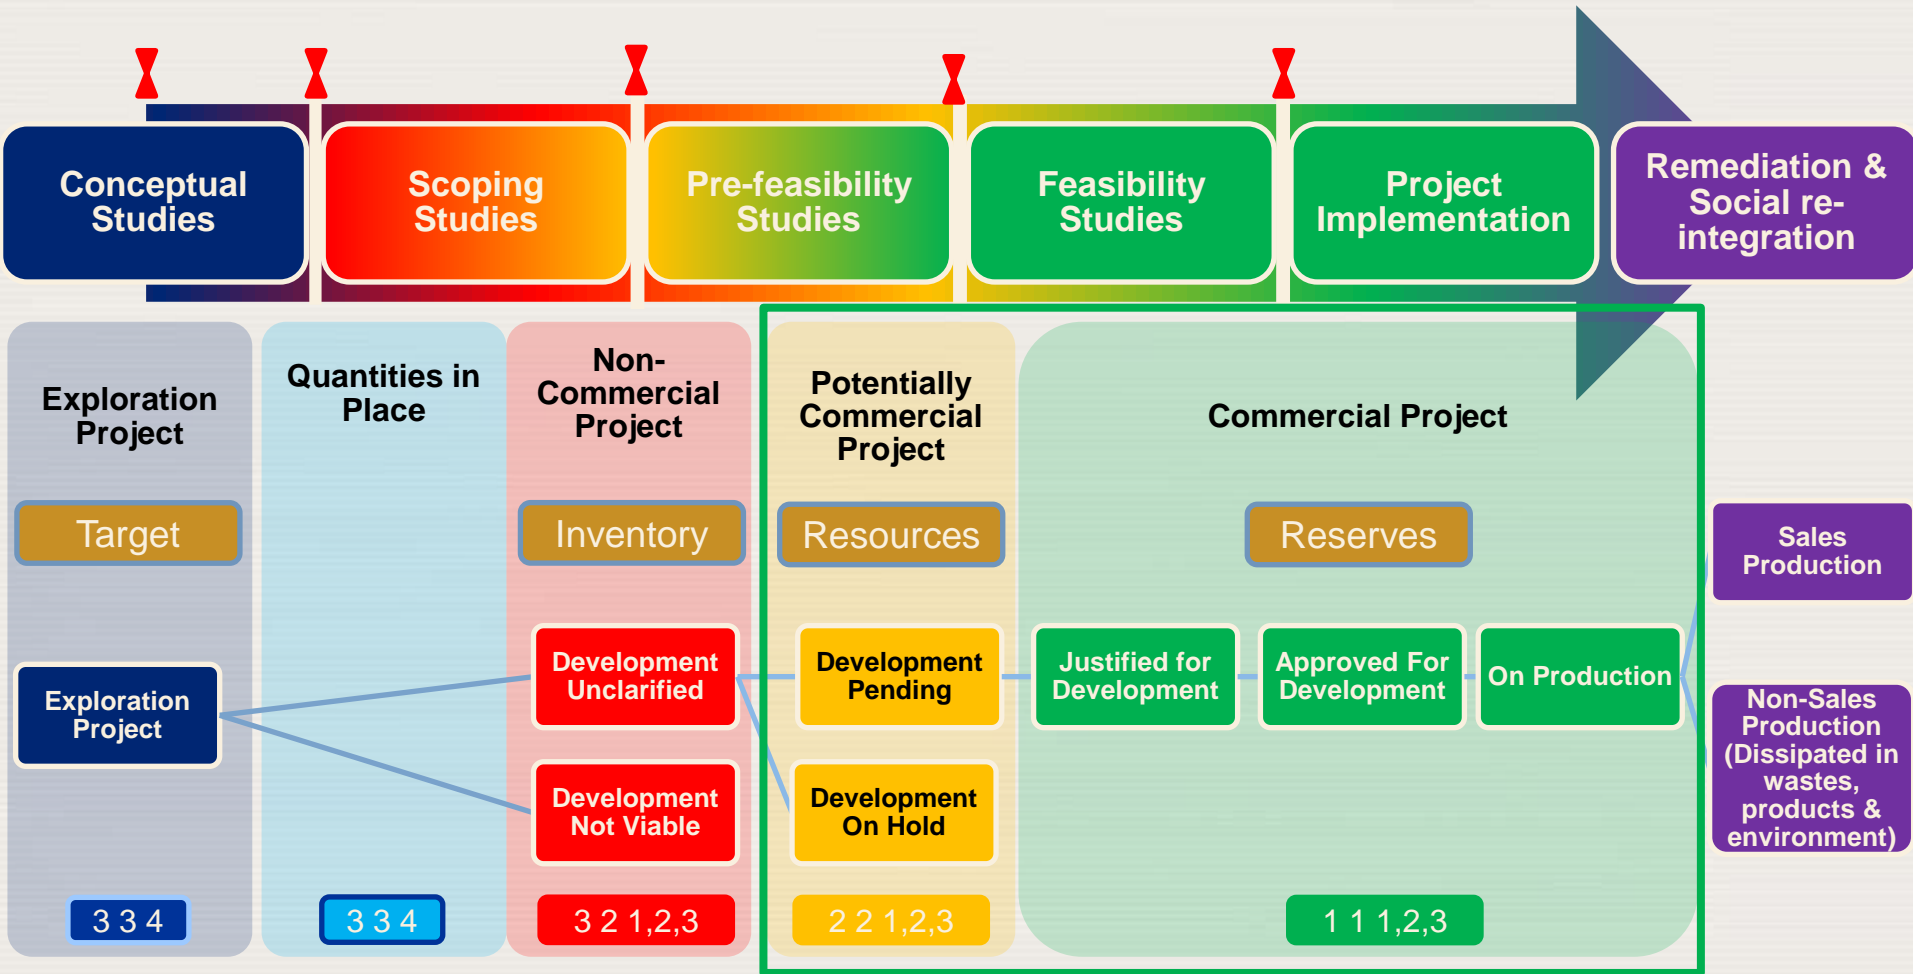 Conceptual
Studies
Scoping
Studies
Pre-feasibility
Studies
Feasibility
Studies
Project
Implementation
Remediation &
Social re-
integration
Exploration
Project
Quantities in
Place
Non-
Commercial
Project
Potentially
Commercial
Project
Commercial Project
Target
Inventory
Resources
Reserves
Sales
Production
Exploration
Project
Development
Unclarified
Development
Pending
Justified for
Development
Approved For
Development
On Production
Development
Not Viable
Development
On Hold
Non-Sales
Production
(Dissipated in
wastes,
products &
environment)
3 3 4
3 3 4
3 2 1,2,3
2 2 1,2,3
1 1 1,2,3